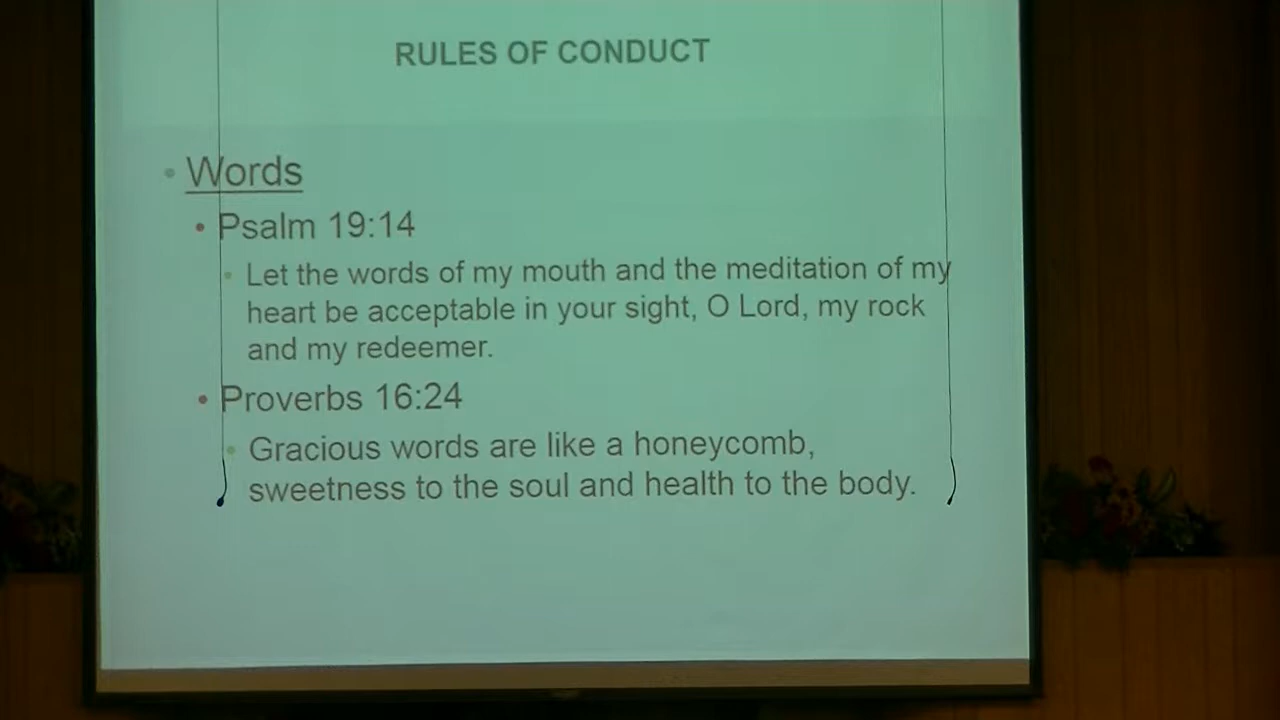 RULES OF CONDUCT
• Words
• Psalm 19:14
• Let the words of my mouth and the meditation of my
heart be acceptable in your sight, O Lord, my rock
and my redeemer.
• Proverbs 16:24
• Gracious words are like a honeycomb,
sweetness to the soul and health to the body.